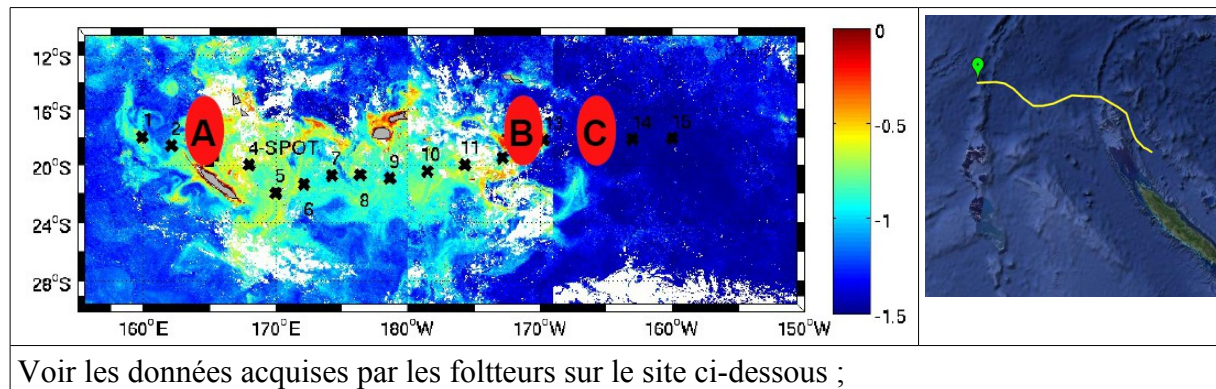 12°S
16°S
20°S
24°S
28°S
1
2
A
4-SPOT
5
6
7
8
9
10
11
B
13
C
14
15
160°E
170°E
180°W
170°W
160°W
150°W
0
-0.5
-1
-1.5
Voir les données acquises par les foltteurs sur le site ci-dessous ;